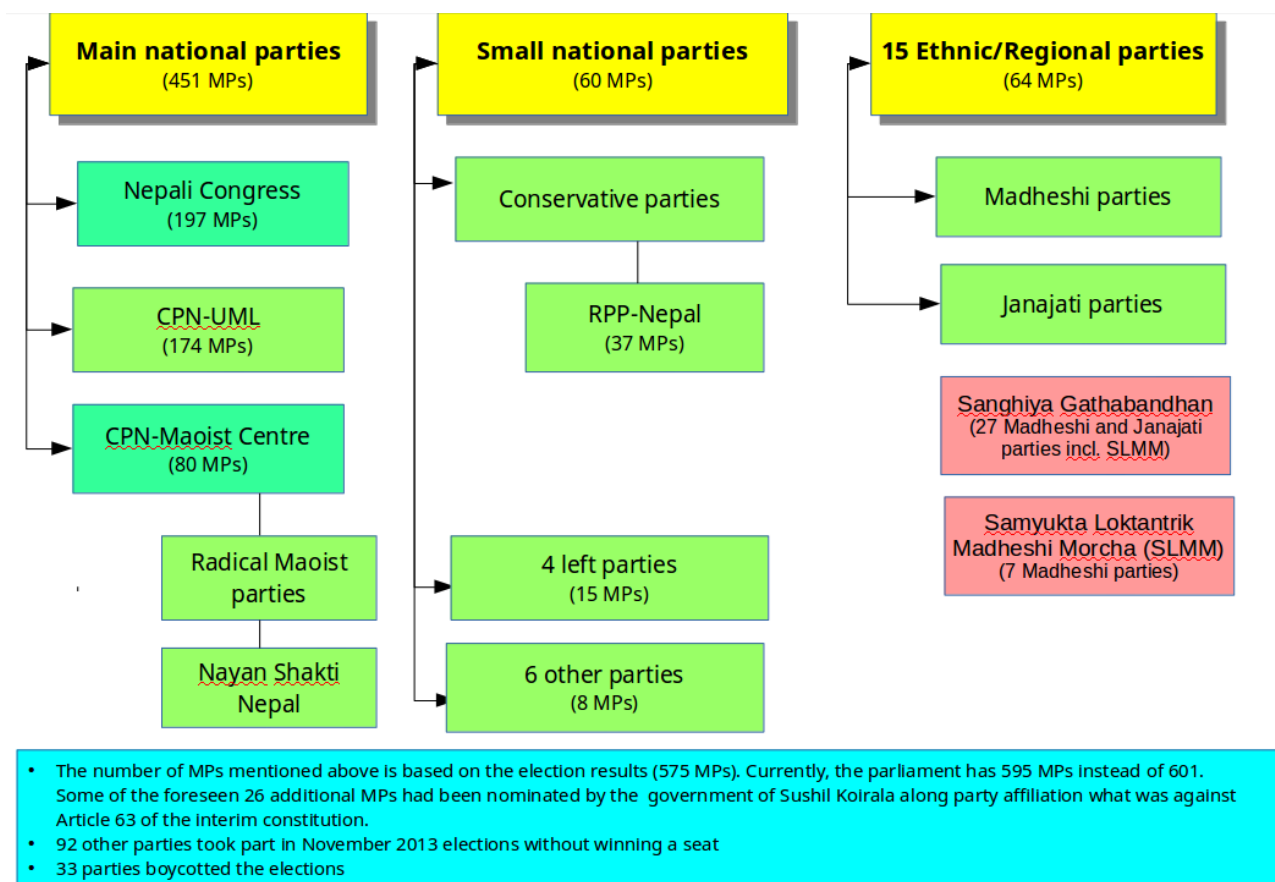 Main national parties
(451 MPs)
Nepali Congress
(197 MPs)
CPN-UML
(174 MPs)
CPN-Maoist Centre
(80 MPs)
Radical Maoist
parties
Nayan Shakti
Nepal
Small national parties
(60 MPs)
Conservative parties
RPP-Nepal
(37 MPs)
4 left parties
(15 MPs)
6 other parties
(8 MPs)
15 Ethnic/Regional parties
(64 MPs)
Madheshi parties
Janajati parties
Sanghiya Gathabandhan
(27 Madheshi and Janajati
parties incl. SLMM)
Samyukta Loktantrik
Madheshi Morcha (SLMM)
(7 Madheshi parties)
• The number of MPs mentioned above is based on the election results (575 MPs). Currently, the parliament has 595 MPs instead of 601.
Some of the foreseen 26 additional MPs had been nominated by the government of Sushil Koirala along party affiliation what was against
Article 63 of the interim constitution.
• 92 other parties took part in November 2013 elections without winning a seat
• 33 parties boycotted the elections